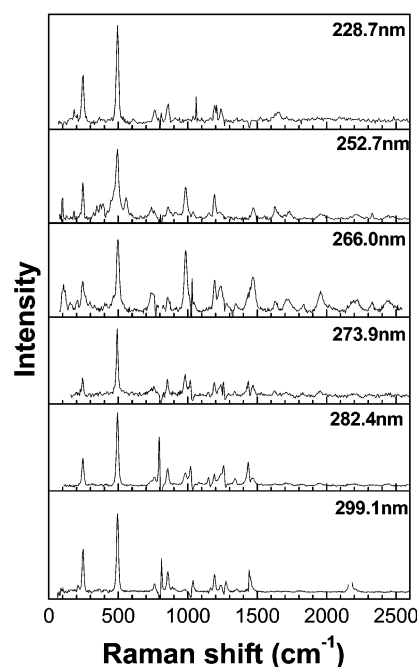 228.7nm
252.7nm
266.0nm
273.9nm
282.4nm
299.1nm
Intensity
0 500 1000 1500 2000 2500
Raman shift (cm⁻¹)